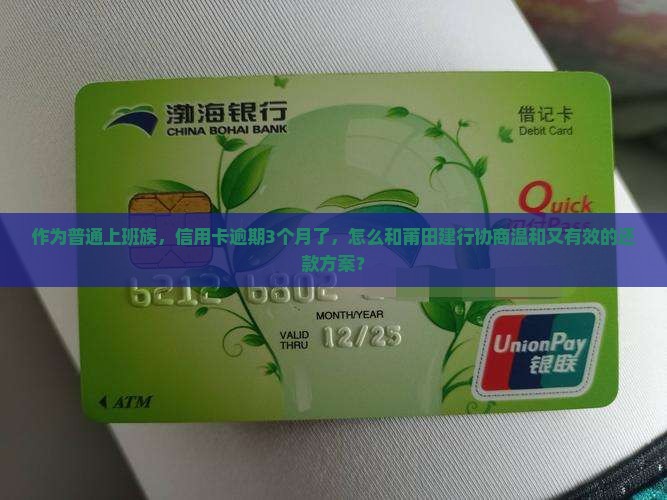 渤海银行
CHINA BOHAI BANK
借记卡
Debit Card
Quick
作为普通上班族，信用卡逾期3个月了，怎么和莆田建行协商温和又有效的还
款方案？
6212 6802
MONTH/YEAR
VALID
THRU
12/25
ATM
UnionPay
银联